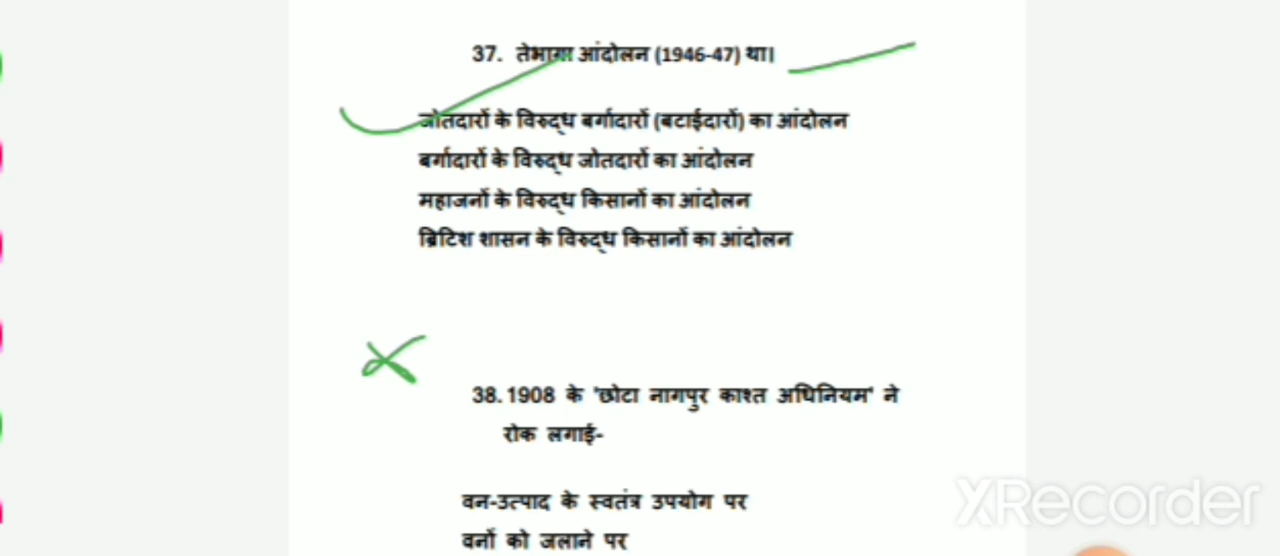 37. तेभागा आंदोलन (1946-47) था।
जोतदारों के विरुद्ध बर्गादारों (बटाईदारों) का आंदोलन
बर्गादारों के विरुद्ध जोतदारों का आंदोलन
महाजनों के विरुद्ध किसानों का आंदोलन
ब्रिटिश शासन के विरुद्ध किसानों का आंदोलन
38. 1908 के 'छोटा नागपुर काश्त अधिनियम' ने
रोक लगाई-
वन-उत्पाद के स्वतंत्र उपयोग पर
वनों को जलाने पर
XRecorder